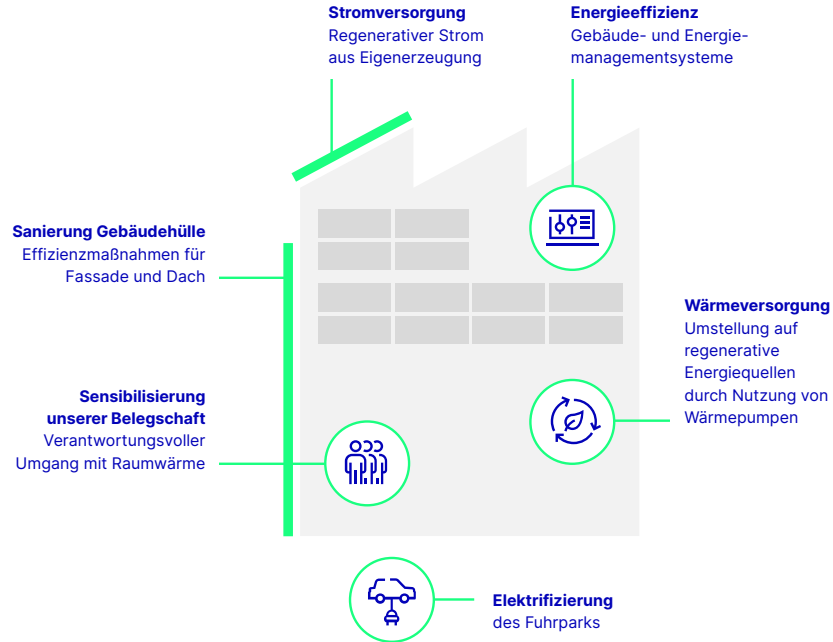 Stromversorgung
Regenerativer Strom
aus Eigenerzeugung
Energieeffizienz
Gebäude- und Energie-
managementsysteme
Sanierung Gebäudehülle
Effizienzmaßnahmen für
Fassade und Dach
Wärmeversorgung
Umstellung auf
regenerative
Energiequellen
durch Nutzung von
Wärmepumpen
Sensibilisierung
unserer Belegschaft
Verantwortungsvoller
Umgang mit Raumwärme
Elektrifizierung
des Fuhrparks